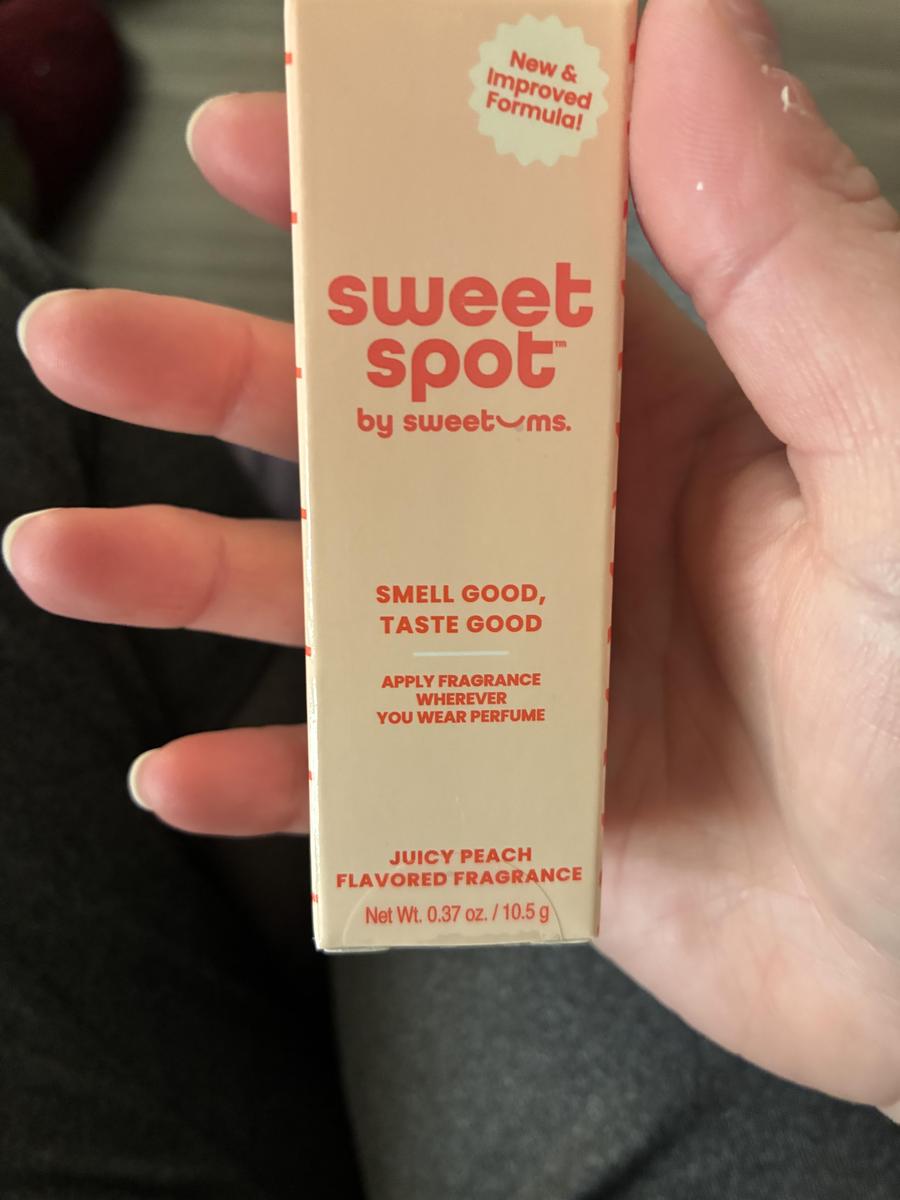 New &
Improved
Formula!
sweet
spot™
by sweetums.
SMELL GOOD,
TASTE GOOD
APPLY FRAGRANCE
WHEREVER
YOU WEAR PERFUME
JUICY PEACH
FLAVORED FRAGRANCE
Net Wt. 0.37 oz. / 10.5 g